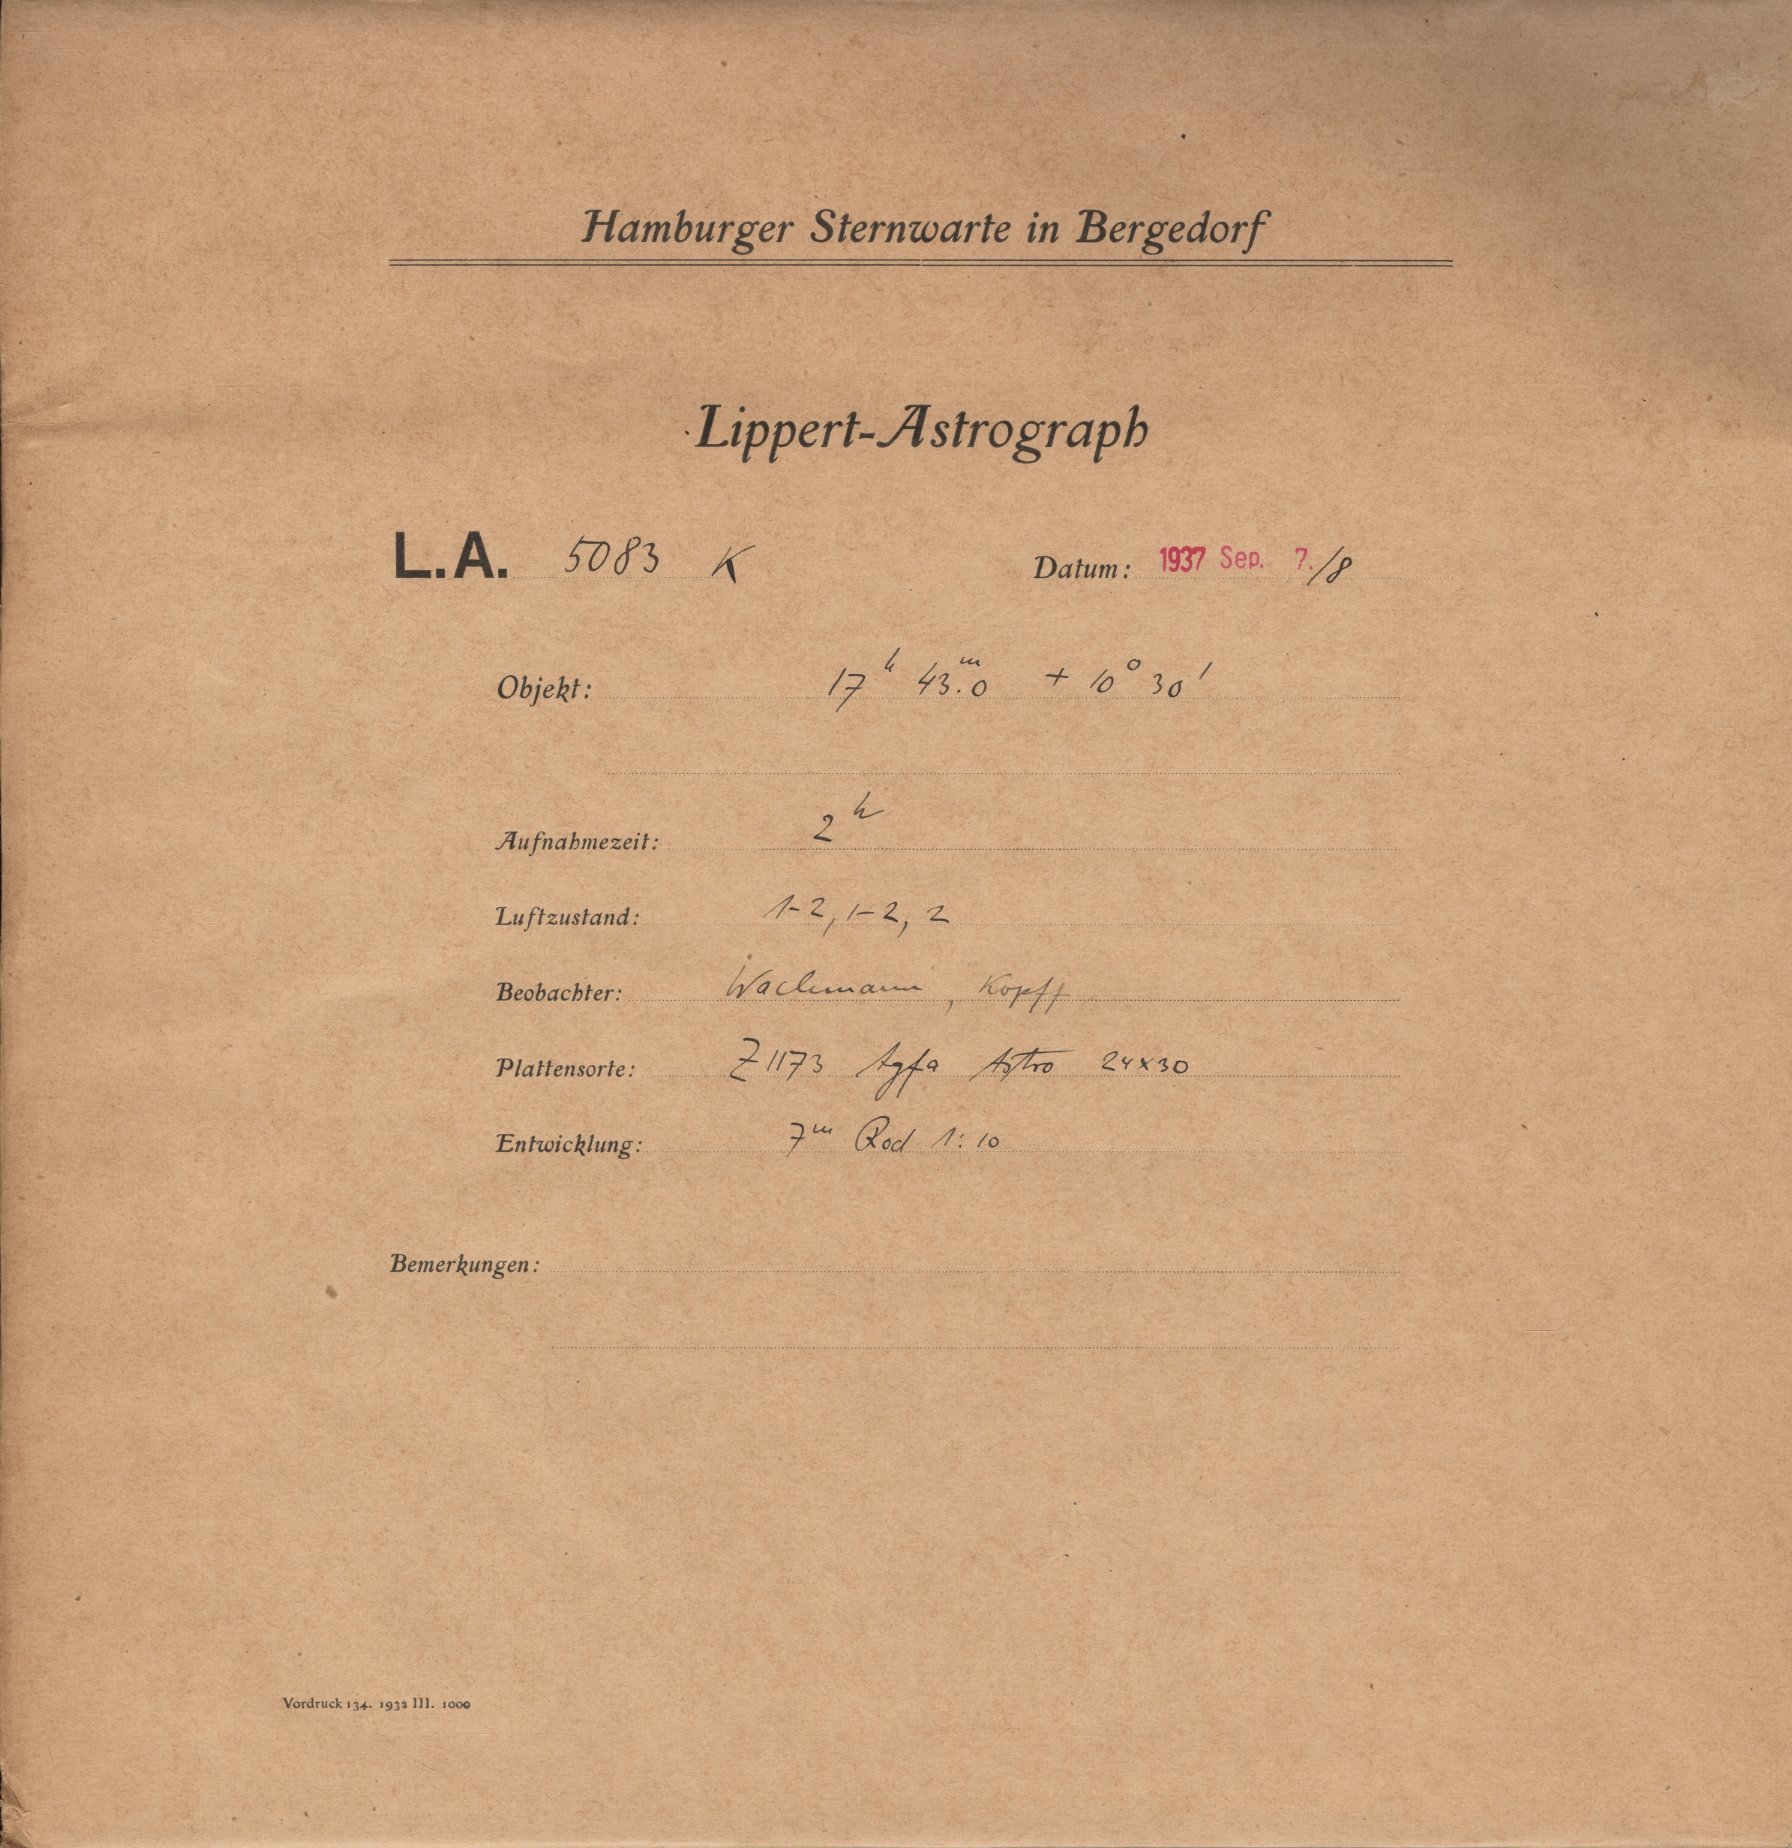 Hamburger Sternwarte in Bergedorf
Lippert-Astrograph
L.A. 5083 K Datum: 1937 Sep. 7./8
Objekt: 17h 43m.0 + 10° 30'
Aufnahmezeit: 2h
Luftzustand: 1-2, 1-2, 2
Beobachter: Wachmann, Kopff
Plattensorte: Z 1173 Agfa Astro 24x30
Entwicklung: 7m Rod 1:10
Bemerkungen:
Vordruck 134. 1932 III. 1000